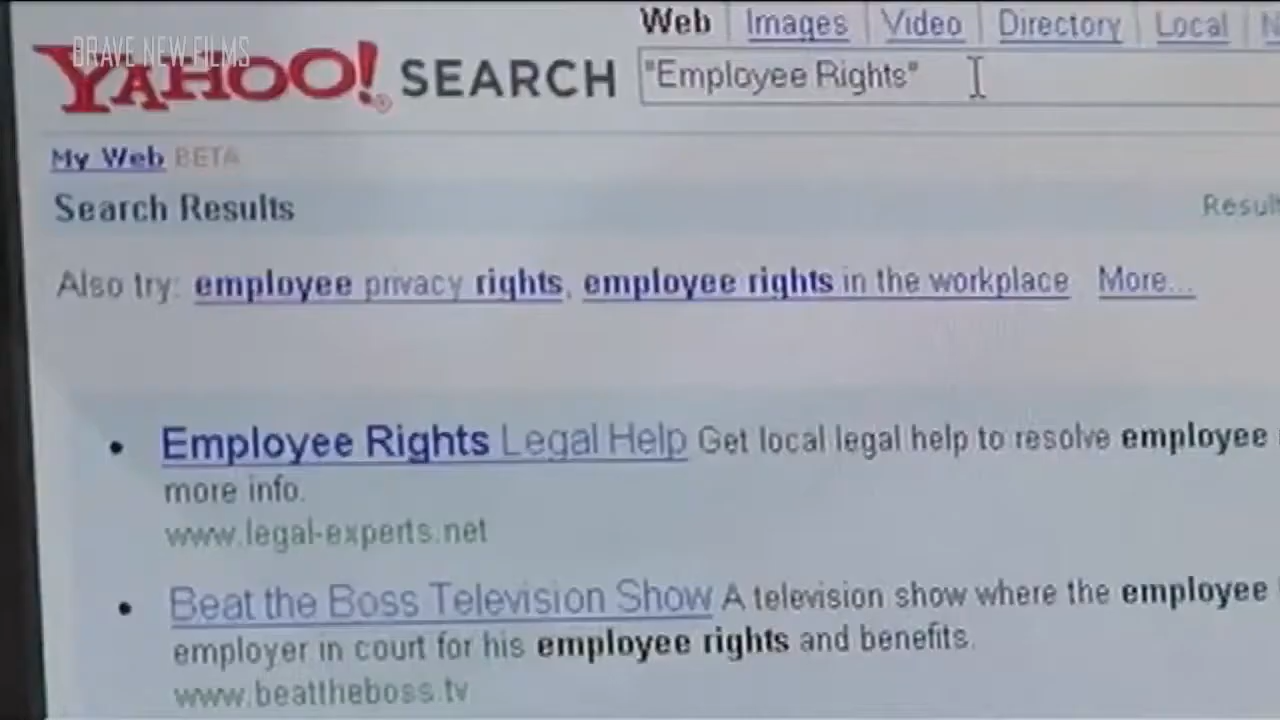 BRAVE NEW FILMS
Web Images Video Directory Local
YAHOO! SEARCH "Employee Rights"
My Web BETA
Search Results
Also try: employee privacy rights, employee rights in the workplace More...
Employee Rights Legal Help Get local legal help to resolve employee
more info.
www.legal-experts.net
Beat the Boss Television Show A television show where the employee
employer in court for his employee rights and benefits.
www.beattheboss.tv